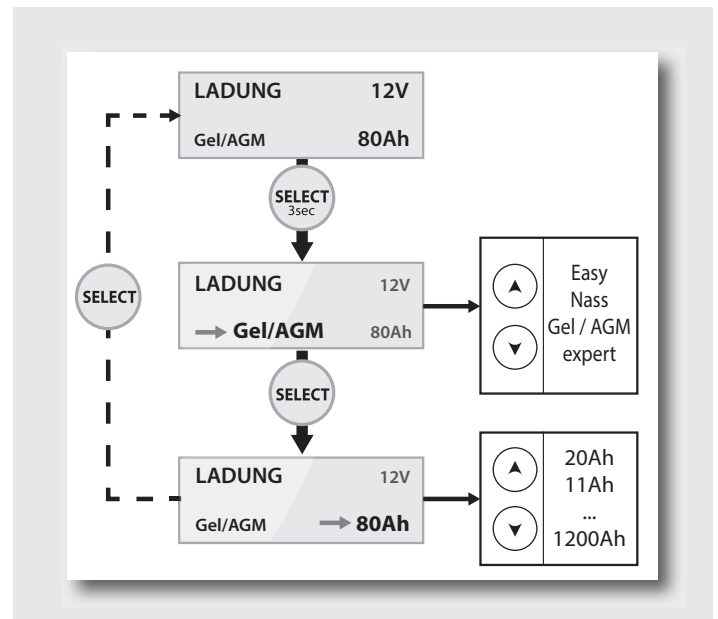 LADUNG 12V
Gel/AGM 80Ah
SELECT
3sec
LADUNG 12V
Gel/AGM 80Ah
Easy
Nass
Gel / AGM
expert
SELECT
SELECT
LADUNG 12V
Gel/AGM 80Ah
20Ah
11Ah
...
1200Ah